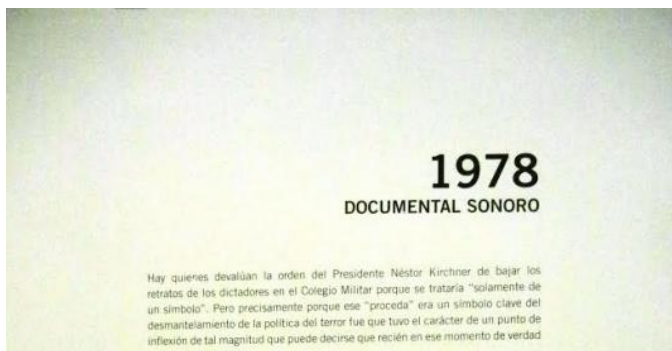 1978
DOCUMENTAL SONORO
Hay quienes devalúan la orden del Presidente Néstor Kirchner de bajar los
retratos de los dictadores en el Colegio Militar porque se trataría "solamente de
un símbolo". Pero precisamente porque ese "proceda" era un símbolo clave del
desmantelamiento de la política del terror fue que tuvo el carácter de un punto de
inflexión de tal magnitud que puede decirse que recién en ese momento de verdad